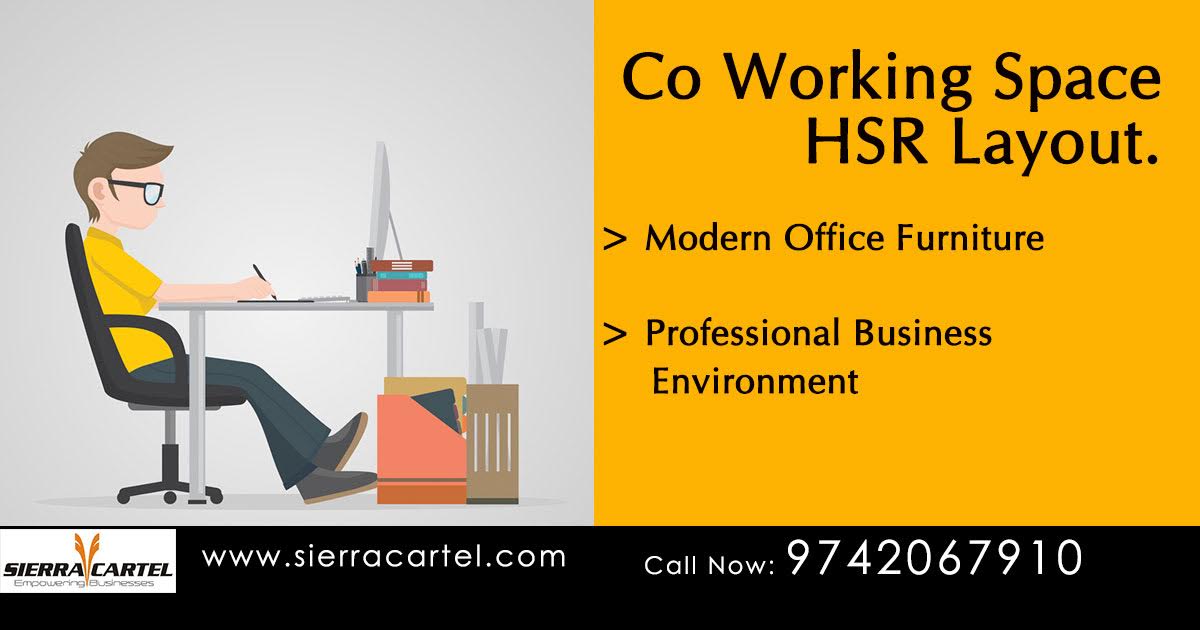 Co Working Space
HSR Layout.
> Modern Office Furniture
> Professional Business
Environment
SIERRA CARTEL
Empowering Businesses
www.sierracartel.com
Call Now: 9742067910